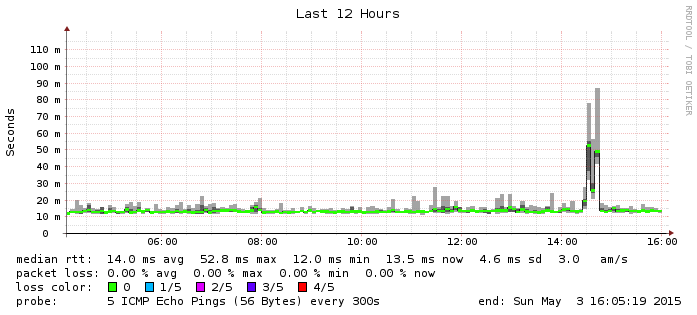 Last 12 Hours
RRDTOOL / TOBI OETIKER
Seconds
110 m
100 m
90 m
80 m
70 m
60 m
50 m
40 m
30 m
20 m
10 m
0
06:00 08:00 10:00 12:00 14:00 16:00
median rtt: 14.0 ms avg 52.8 ms max 12.0 ms min 13.5 ms now 4.6 ms sd 3.0 am/s
packet loss: 0.00 % avg 0.00 % max 0.00 % min 0.00 % now
loss color: 0 1/5 2/5 3/5 4/5
probe: 5 ICMP Echo Pings (56 Bytes) every 300s end: Sun May 3 16:05:19 2015